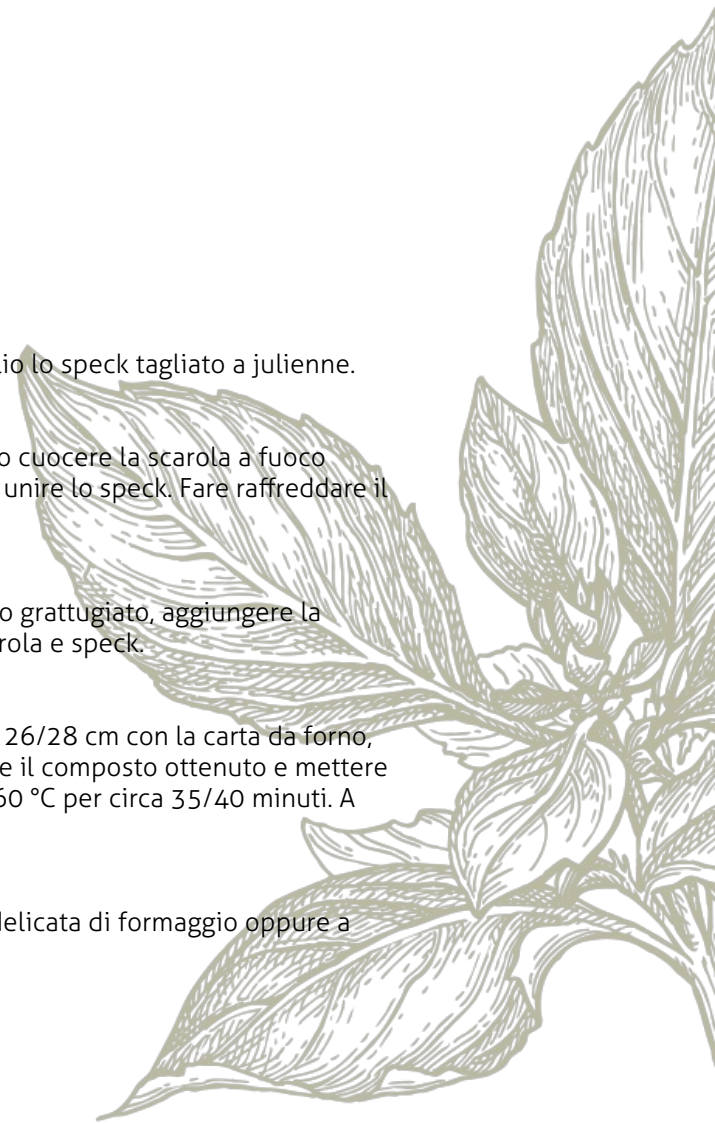 lio lo speck tagliato a julienne.
o cuocere la scarola a fuoco
unire lo speck. Fare raffreddare il
o grattugiato, aggiungere la
rola e speck.
26/28 cm con la carta da forno,
e il composto ottenuto e mettere
60 °C per circa 35/40 minuti. A
delicata di formaggio oppure a